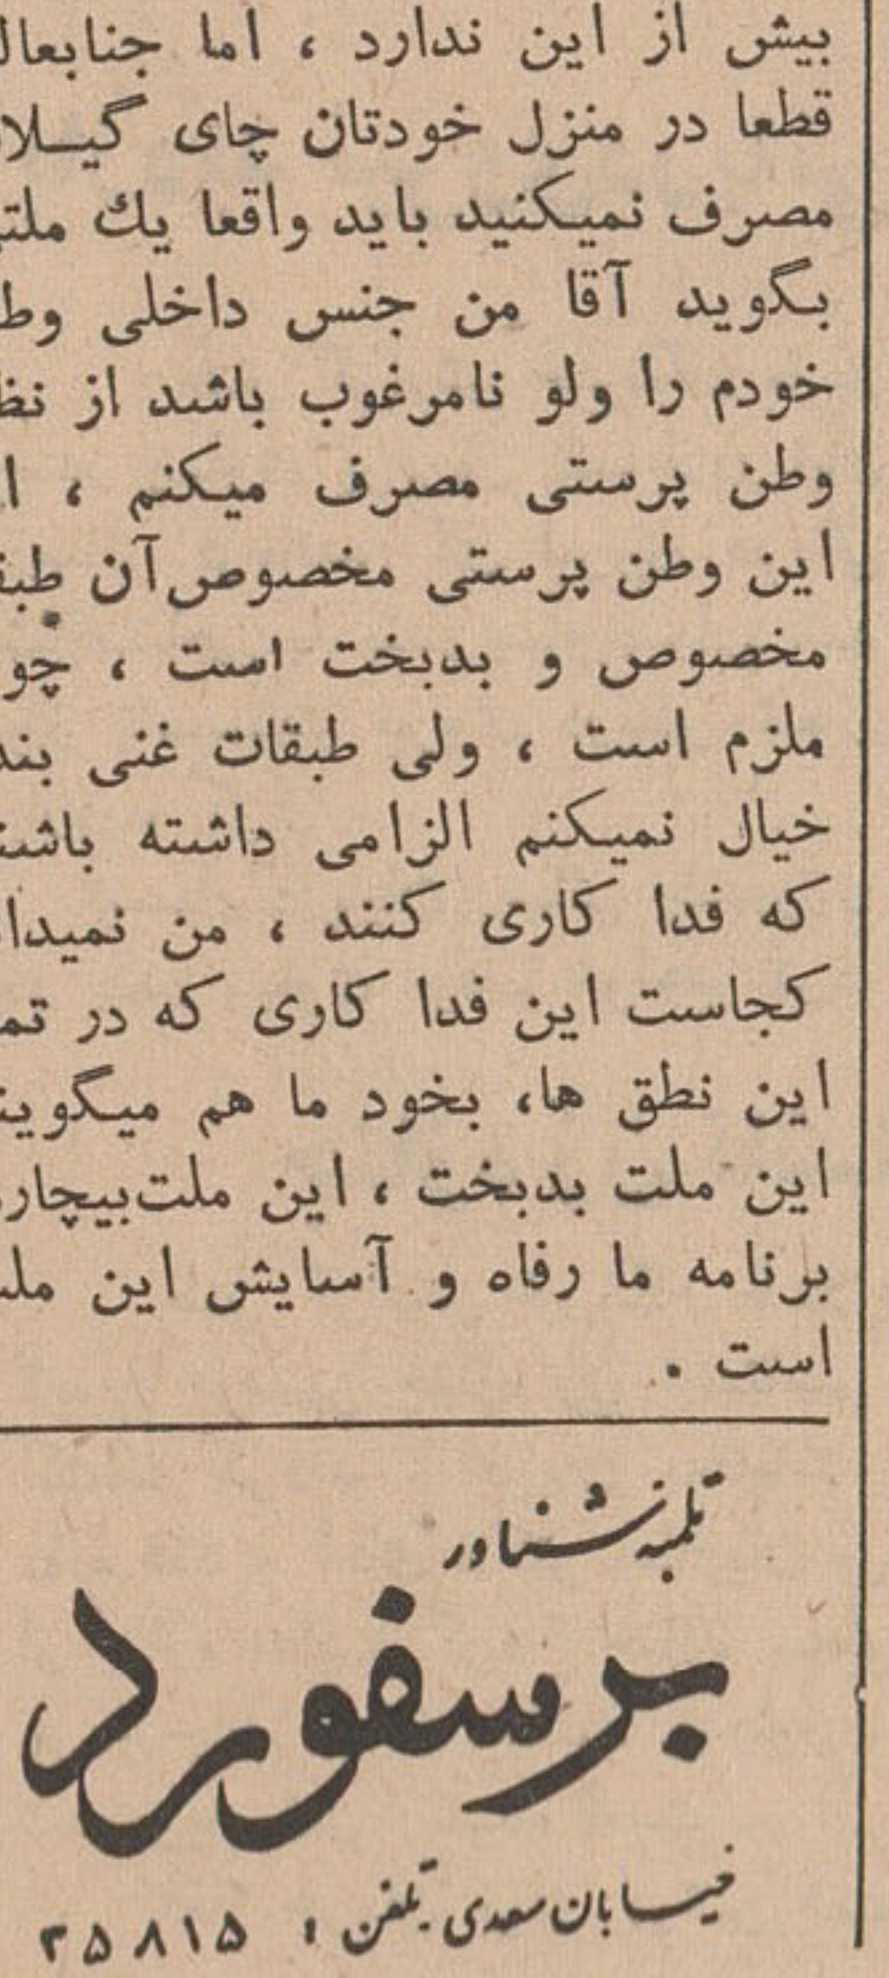 بیش از این ندارد ، اما جنابعال
قطعا در منزل خودتان چای گیـلا
مصرف نمیکنید باید واقعا یك ملتی
بگوید آقا من جنس داخلی وط
خودم را ولو نامرغوب باشد از نظ
وطن پرستی مصرف میکنم ، ا
این وطن پرستی مخصوص آن طبق
مخصوص و بدبخت است ، چو
ملزم است ، ولی طبقات غنی بند
خیال نمیکنم الزامی داشته باشن
که فدا کاری کنند ، من نمیدا
کجاست این فدا کاری که در تم
این نطق ها، بخود ما هم میگوین
این ملت بدبخت ، این ملت بیچار
برنامه ما رفاه و آسایش این مل
است .
تلمبه شناور
برسفورد
خیابان سعدی تلفن : ۳۵۸۱۵